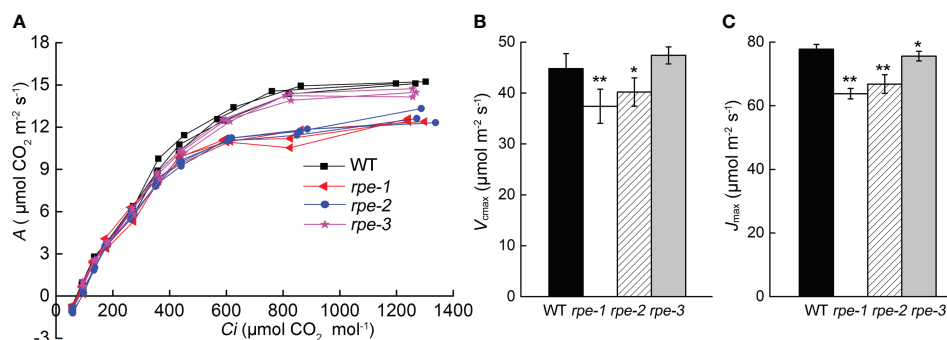 A
18
15
12
9
6
3
0
-3
A ( μmol CO2 m-2 s-1)
WT
rpe-1
rpe-2
rpe-3
0 200 400 600 800 1000 1200 1400
Ci (μmol CO2 mol-1)
B
50
40
30
20
10
0
Vcmax (μmol m-2 s-1)
** *
WT rpe-1 rpe-2 rpe-3
C
80
60
40
20
0
Jmax (μmol m-2 s-1)
** ** *
WT rpe-1 rpe-2 rpe-3